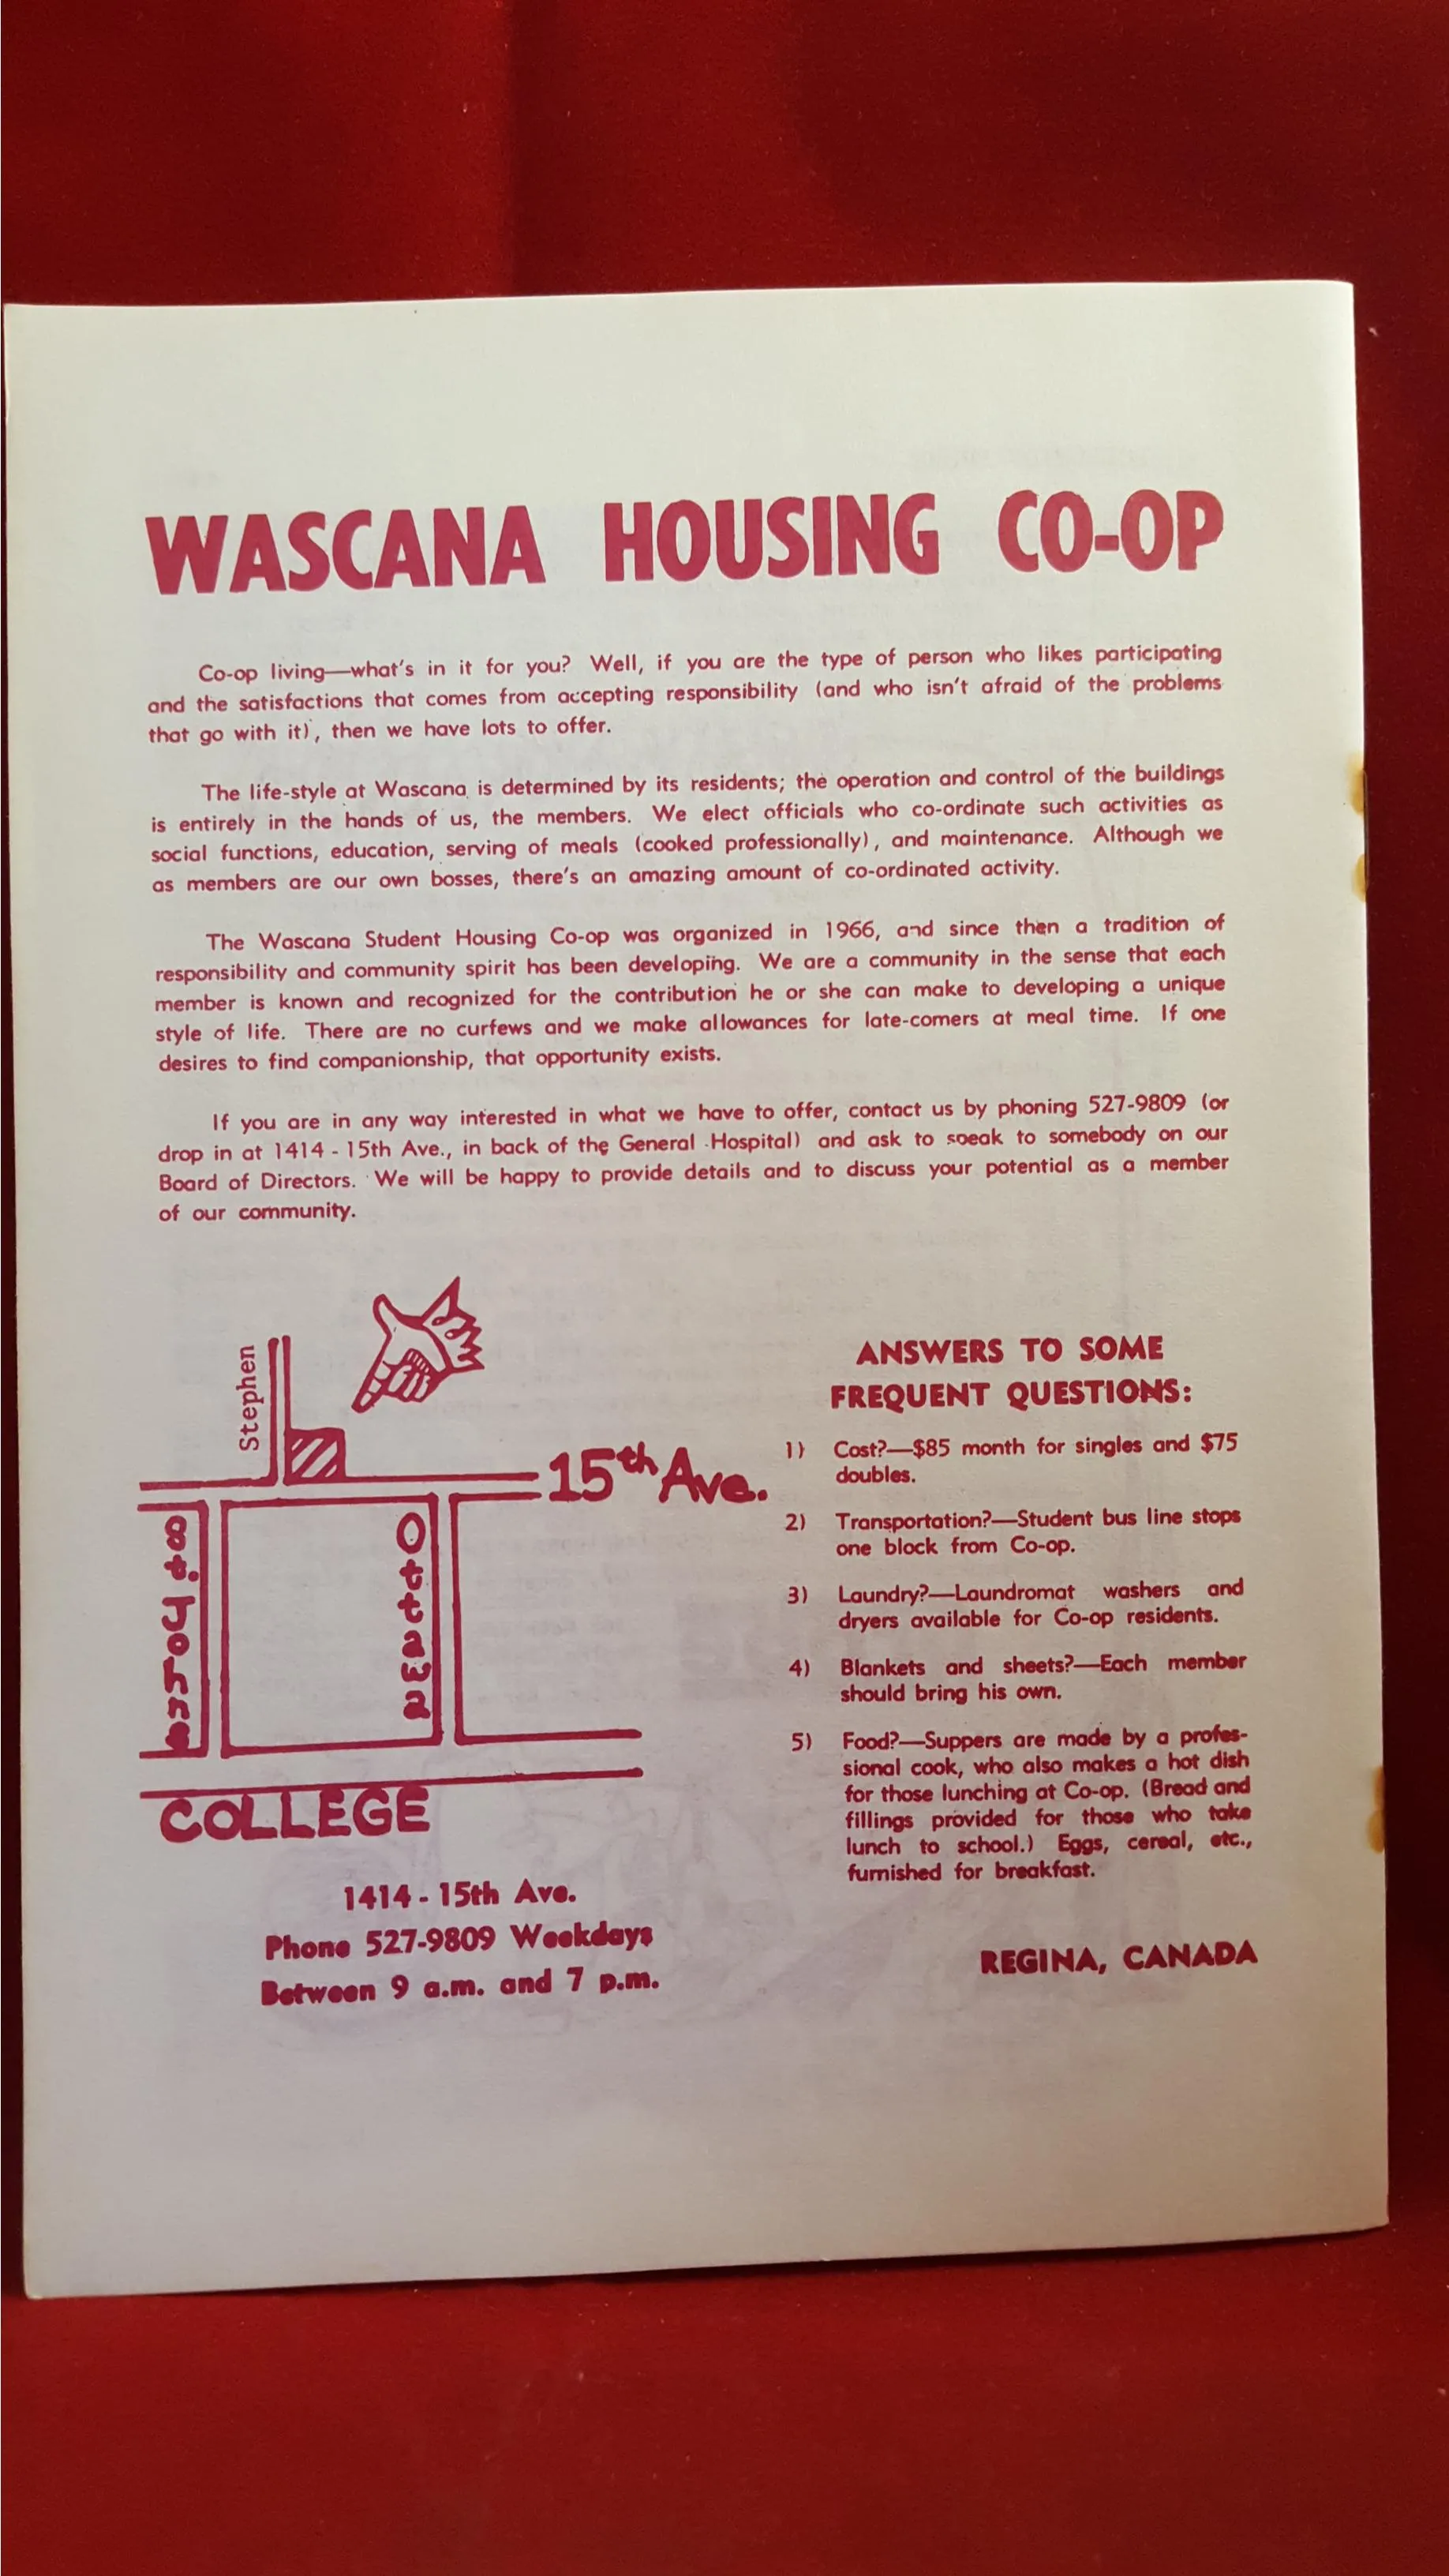 WASCANA HOUSING CO-OP
Co-op living—what's in it for you? Well, if you are the type of person who likes participating
and the satisfactions that comes from accepting responsibility (and who isn't afraid of the problems
that go with it), then we have lots to offer.
The life-style at Wascana is determined by its residents; the operation and control of the buildings
is entirely in the hands of us, the members. We elect officials who co-ordinate such activities as
social functions, education, serving of meals (cooked professionally), and maintenance. Although we
as members are our own bosses, there's an amazing amount of co-ordinated activity.
The Wascana Student Housing Co-op was organized in 1966, and since then a tradition of
responsibility and community spirit has been developing. We are a community in the sense that each
member is known and recognized for the contribution he or she can make to developing a unique
style of life. There are no curfews and we make allowances for late-comers at meal time. If one
desires to find companionship, that opportunity exists.
If you are in any way interested in what we have to offer, contact us by phoning 527-9809 (or
drop in at 1414 - 15th Ave., in back of the General Hospital) and ask to speak to somebody on our
Board of Directors. We will be happy to provide details and to discuss your potential as a member
of our community.
Stephen
15th Ave.
Ottawa
COLLEGE
1414 - 15th Ave.
Phone 527-9809 Weekdays
Between 9 a.m. and 7 p.m.
ANSWERS TO SOME
FREQUENT QUESTIONS:
1) Cost?—$85 month for singles and $75
doubles.
2) Transportation?—Student bus line stops
one block from Co-op.
3) Laundry?—Laundromat washers and
dryers available for Co-op residents.
4) Blankets and sheets?—Each member
should bring his own.
5) Food?—Suppers are made by a profes-
sional cook, who also makes a hot dish
for those lunching at Co-op. (Bread and
fillings provided for those who take
lunch to school.) Eggs, cereal, etc.,
furnished for breakfast.
REGINA, CANADA